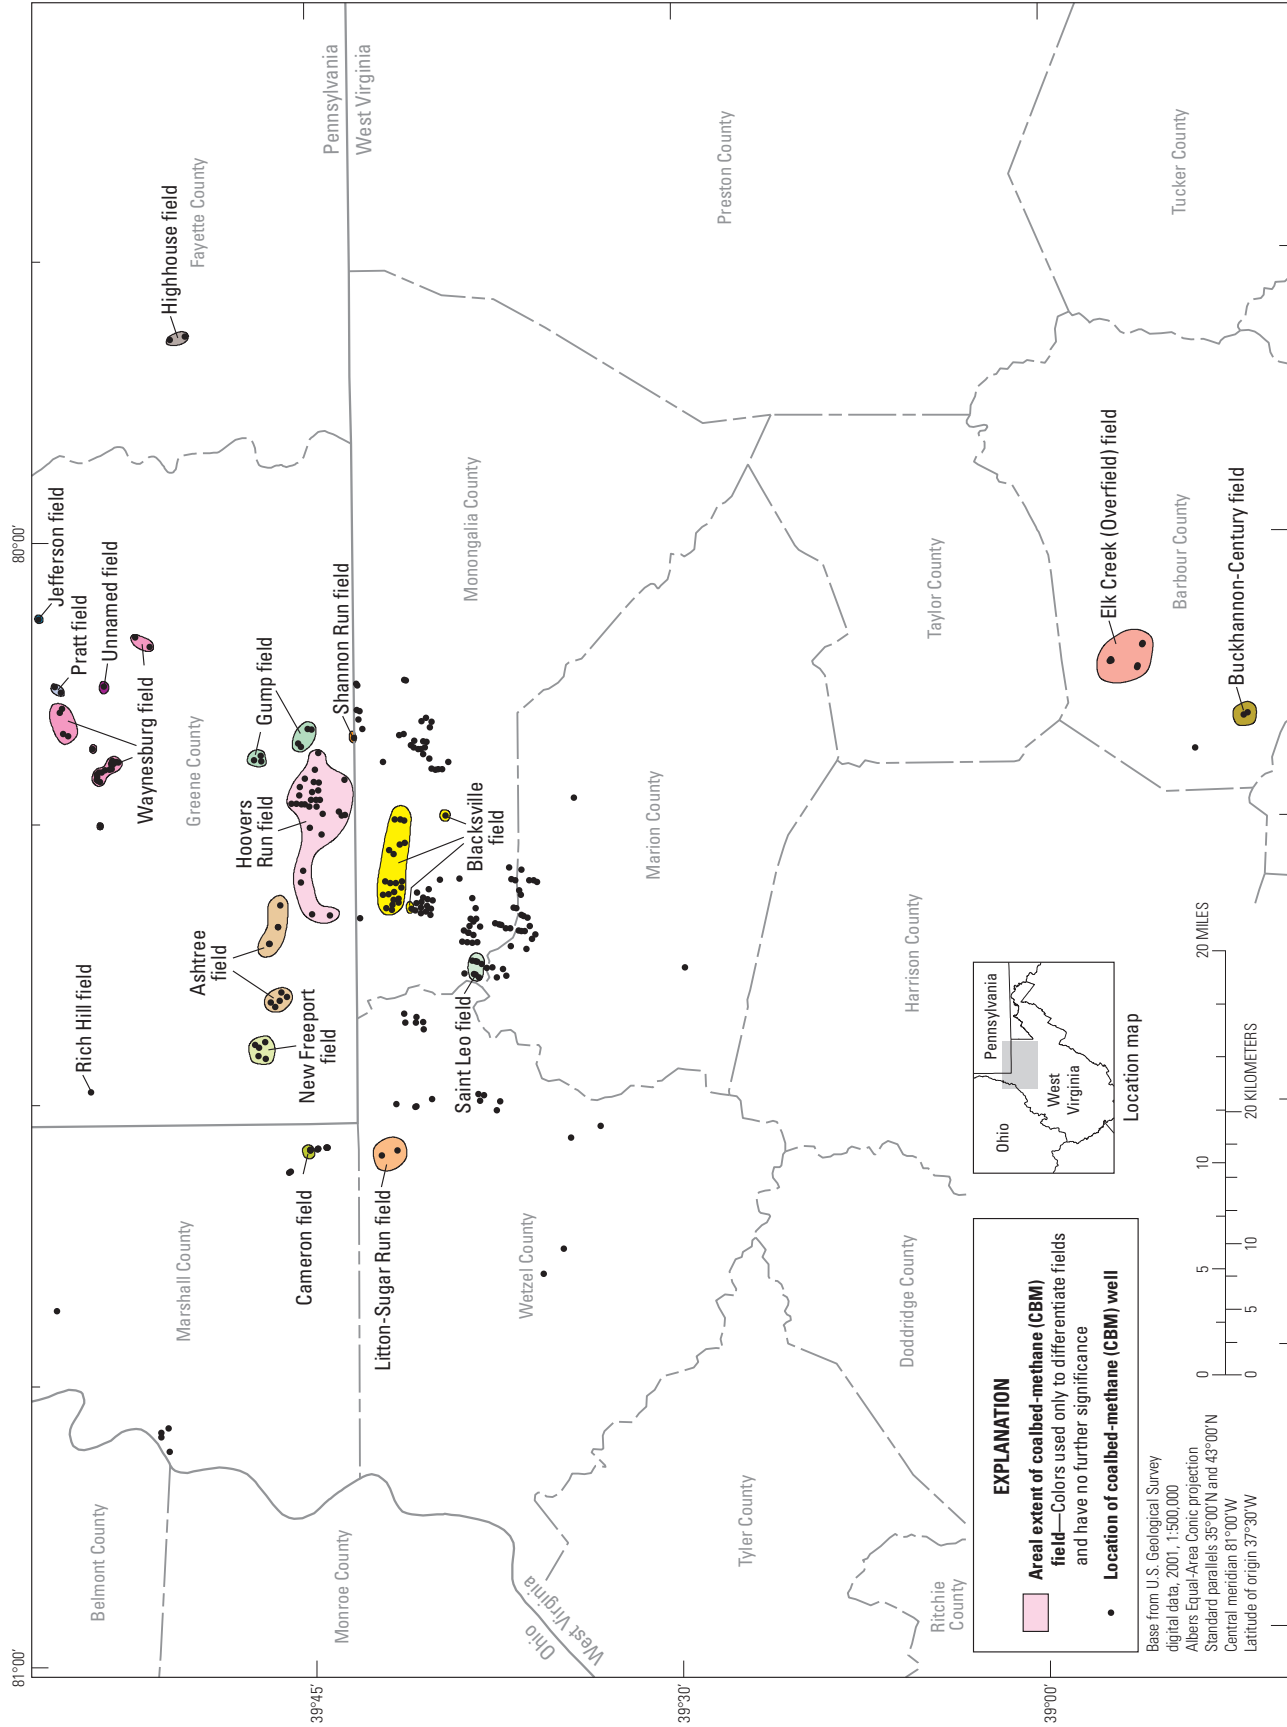 81°00′
80°00′
39°45′
39°30′
39°00′
Pennsylvania
West Virginia
Ohio
West Virginia
Belmont County
Monroe County
Marshall County
Wetzel County
Tyler County
Ritchie
County
Doddridge County
Harrison County
Marion County
Monongalia County
Greene County
Fayette County
Preston County
Taylor County
Barbour County
Tucker County
Jefferson field
Pratt field
Unnamed field
Waynesburg field
Highhouse field
Gump field
Shannon Run field
Hoovers
Run field
Ashtree
field
Rich Hill field
New Freeport
field
Cameron field
Litton-Sugar Run field
Saint Leo field
Blacksville
field
Elk Creek (Overfield) field
Buckhannon-Century field
EXPLANATION
Areal extent of coalbed-methane (CBM)
field—Colors used only to differentiate fields
and have no further significance
Location of coalbed-methane (CBM) well
Ohio
Pennsylvania
West
Virginia
Location map
0 5 10 20 MILES
0 5 10 20 KILOMETERS
Base from U.S. Geological Survey
digital data, 2001, 1:500,000
Albers Equal-Area Conic projection
Standard parallels 35°00′N and 43°00′N
Central meridian 81°00′W
Latitude of origin 37°30′W